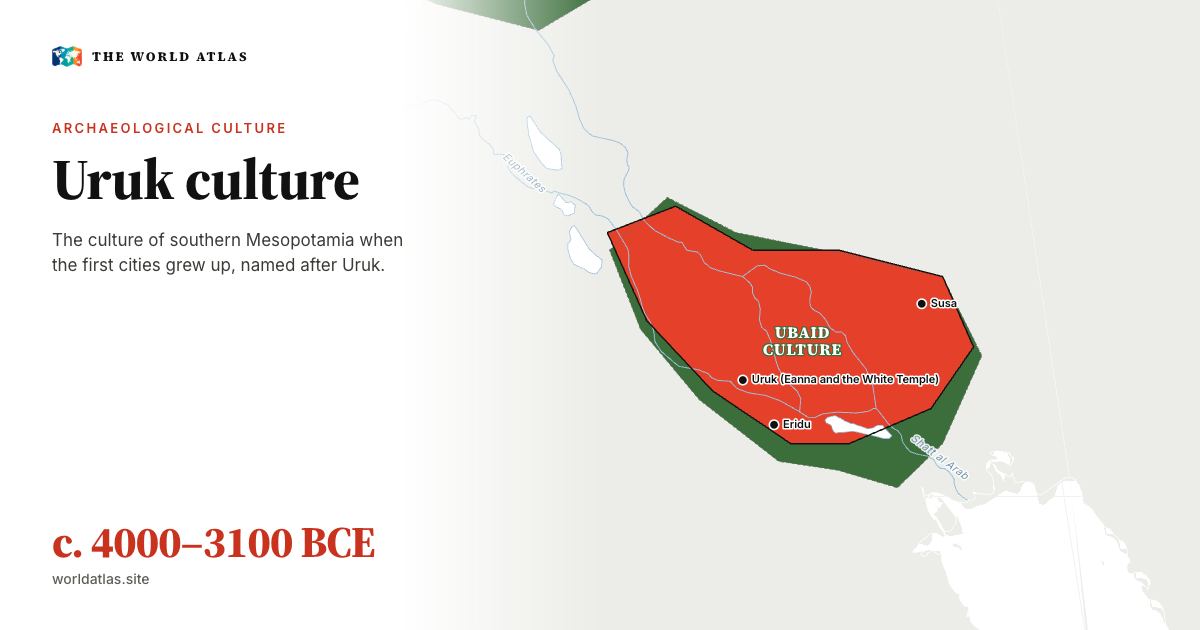 THE WORLD ATLAS
ARCHAEOLOGICAL CULTURE
Uruk culture
The culture of southern Mesopotamia when
the first cities grew up, named after Uruk.
c. 4000–3100 BCE
worldatlas.site
Euphrates
Susa
UBAID
CULTURE
Uruk (Eanna and the White Temple)
Eridu
Shatt al Arab